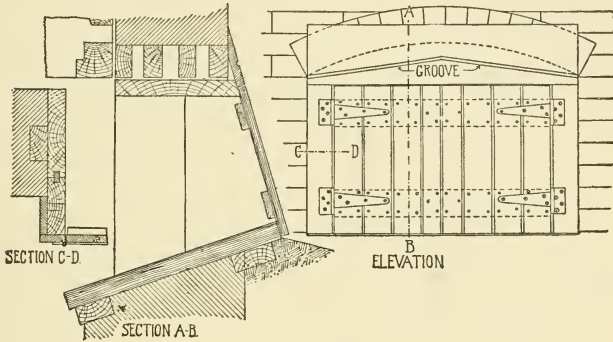 A
GROOVE
C D
B
ELEVATION
SECTION C-D.
SECTION A-B.